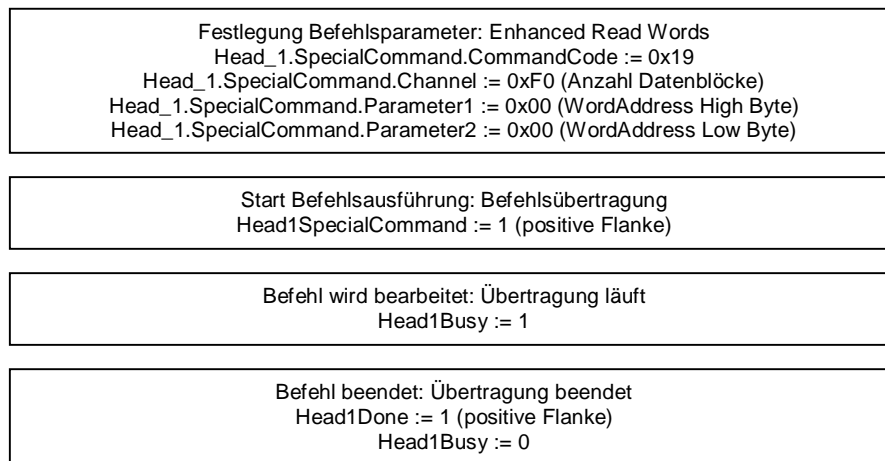 Festlegung Befehlsparameter: Enhanced Read Words
Head_1.SpecialCommand.CommandCode := 0x19
Head_1.SpecialCommand.Channel := 0xF0 (Anzahl Datenblöcke)
Head_1.SpecialCommand.Parameter1 := 0x00 (WordAddress High Byte)
Head_1.SpecialCommand.Parameter2 := 0x00 (WordAddress Low Byte)
Start Befehlsausführung: Befehlsübertragung
Head1SpecialCommand := 1 (positive Flanke)
Befehl wird bearbeitet: Übertragung läuft
Head1Busy := 1
Befehl beendet: Übertragung beendet
Head1Done := 1 (positive Flanke)
Head1Busy := 0